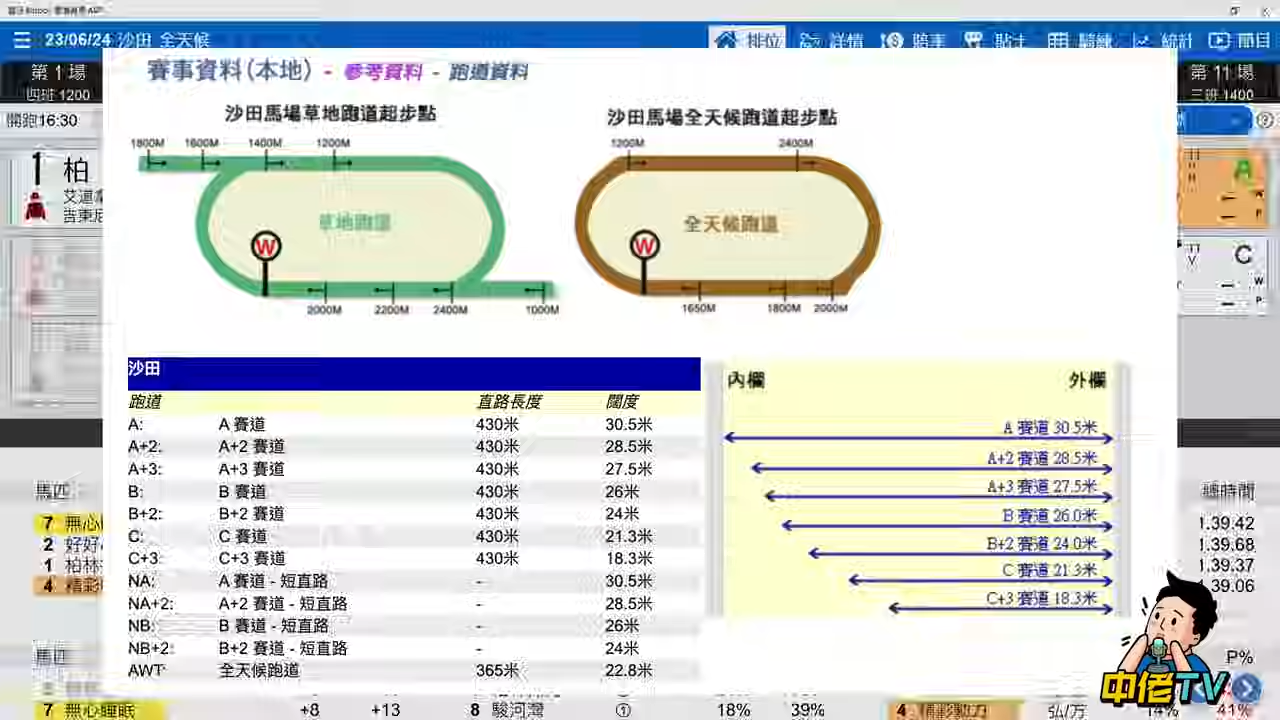 23/06/24 沙田 全天候
排位
詳情
賠率
貼士
統計
節目
第 1 場
四班 1200
開跑16:30
第 11 場
三班 1400
1 柏
賽事資料(本地) - 參考資料 - 跑道資料
沙田馬場草地跑道起步點
1800M 1600M 1400M 1200M
草地跑道
W
2000M 2200M 2400M 1000M
沙田馬場全天候跑道起步點
1200M 2400M
全天候跑道
W
1650M 1800M 2000M
A
C
沙田
跑道 直路長度 闊度
A: A 賽道 430米 30.5米
A+2: A+2 賽道 430米 28.5米
A+3: A+3 賽道 430米 27.5米
B: B 賽道 430米 26米
B+2: B+2 賽道 430米 24米
C: C 賽道 430米 21.3米
C+3: C+3 賽道 430米 18.3米
NA: A 賽道 - 短直路 - 30.5米
NA+2: A+2 賽道 - 短直路 - 28.5米
NB: B 賽道 - 短直路 - 26米
NB+2: B+2 賽道 - 短直路 - 24米
AWT 全天候跑道 365米 22.8米
內欄 外欄
A 賽道 30.5米
A+2 賽道 28.5米
A+3 賽道 27.5米
B 賽道 26.0米
B+2 賽道 24.0米
C 賽道 21.3米
C+3 賽道 18.3米
馬匹
7 無心
2 好好
1 柏林
4 精彩
總時間
1.39.42
1.39.68
1.39.37
.39.06
馬匹
P%
7 無心睡眠 +8 +13 8 駿河灣 ① 18% 39% 4 弘/方 14% 41%
中佬TV